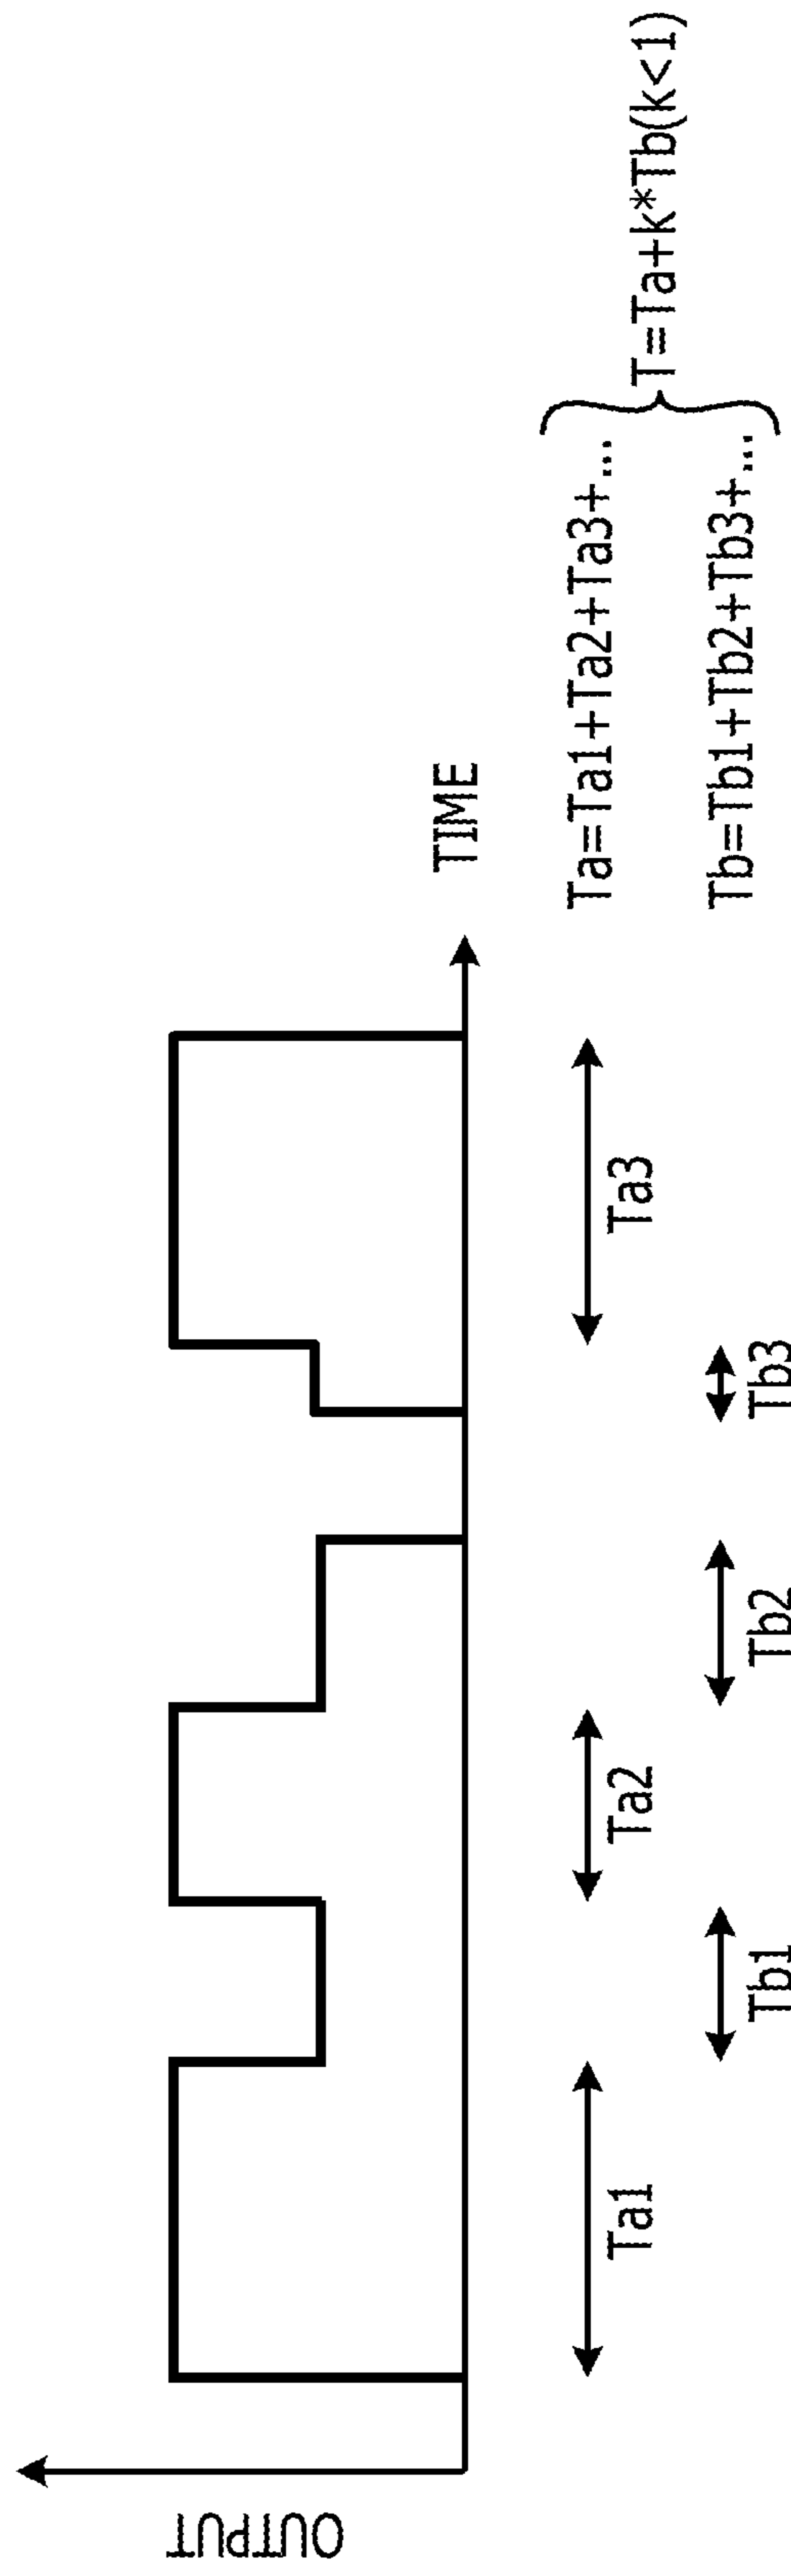 OUTPUT
TIME
Ta1
Ta2
Ta3
Tb1
Tb2
Tb3
Ta=Ta1+Ta2+Ta3+...
Tb=Tb1+Tb2+Tb3+...
T=Ta+k*Tb(k<1)